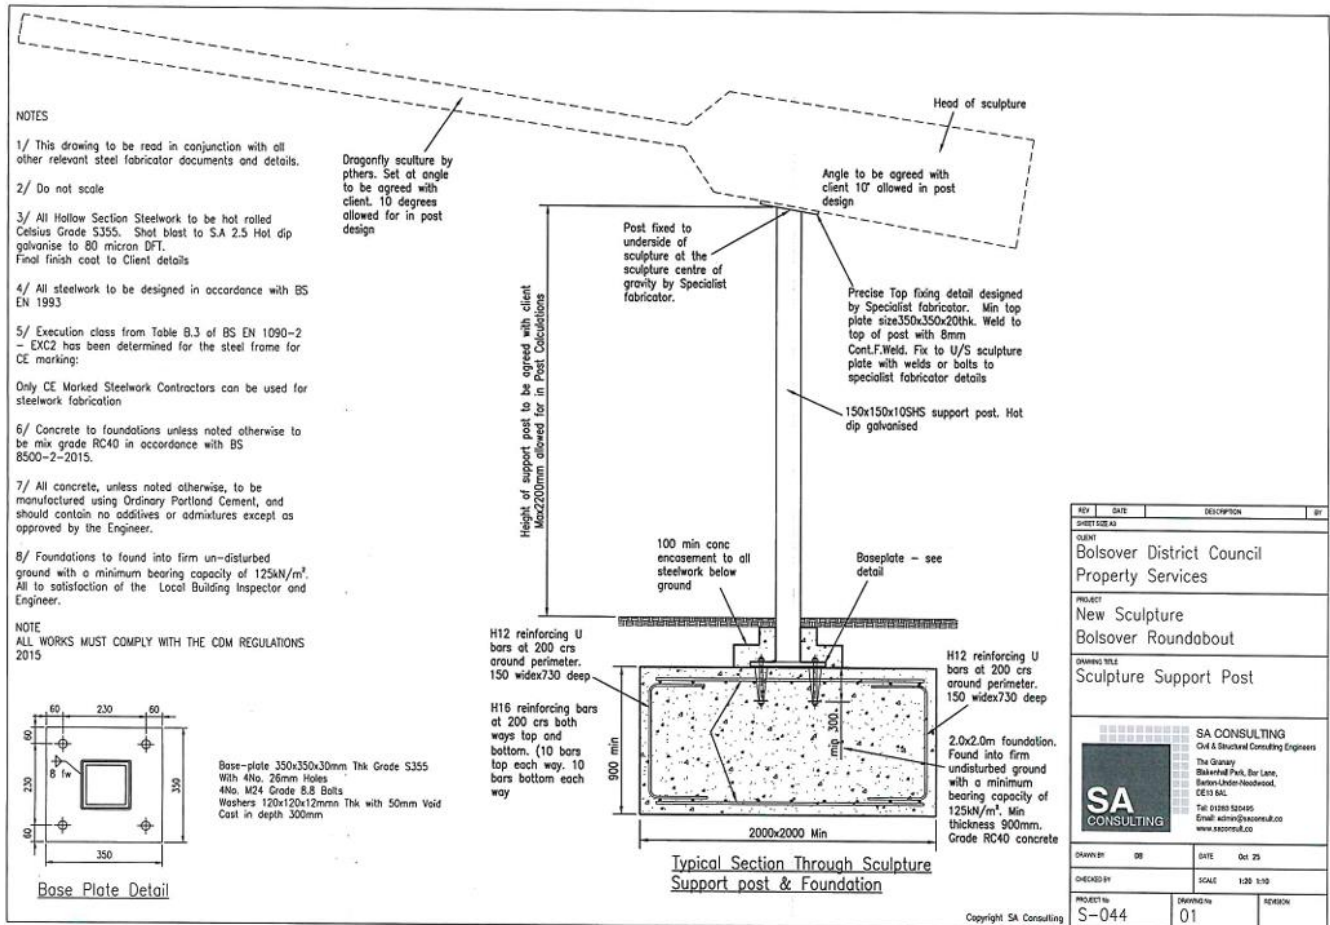 NOTES
1/ This drawing to be read in conjunction with all
other relevant steel fabricator documents and details.
2/ Do not scale
3/ All Hollow Section Steelwork to be hot rolled
Celsius Grade S355. Shot blast to S.A 2.5 Hot dip
galvanise to 80 micron DFT.
Final finish coat to Client details
4/ All steelwork to be designed in accordance with BS
EN 1993
5/ Execution class from Table B.3 of BS EN 1090-2
- EXC2 has been determined for the steel frame for
CE marking:
Only CE Marked Steelwork Contractors can be used for
steelwork fabrication
6/ Concrete to foundations unless noted otherwise to
be mix grade RC40 in accordance with BS
8500-2-2015.
7/ All concrete, unless noted otherwise, to be
manufactured using Ordinary Portland Cement, and
should contain no additives or admixtures except as
approved by the Engineer.
8/ Foundations to found into firm un-disturbed
ground with a minimum bearing capacity of 125kN/m².
All to satisfaction of the Local Building Inspector and
Engineer.
NOTE
ALL WORKS MUST COMPLY WITH THE CDM REGULATIONS
2015
60
230
60
60
230
60
8 fw
350
350
Base Plate Detail
Base-plate 350x350x30mm Thk Grade S355
With 4No. 26mm Holes
4No. M24 Grade 8.8 Bolts
Washers 120x120x12mmn Thk with 50mm Void
Cast in depth 300mm
Dragonfly sculture by
pthers. Set at angle
to be agreed with
client. 10 degrees
allowed for in post
design
Head of sculpture
Angle to be agreed with
client 10° allowed in post
design
Post fixed to
underside of
sculpture at the
sculpture centre of
gravity by Specialist
fabricator.
Precise Top fixing detail designed
by Specialist fabricator. Min top
plate size350x350x20thk. Weld to
top of post with 8mm
Cont.F.Weld. Fix to U/S sculpture
plate with welds or bolts to
specialist fabricator details
150x150x10SHS support post. Hot
dip galvanised
Height of support post to be agreed with client
Max2200mm allowed for in Post Calculations
100 min conc
encasement to all
steelwork below
ground
Baseplate - see
detail
H12 reinforcing U
bars at 200 crs
around perimeter.
150 widex730 deep
H16 reinforcing bars
at 200 crs both
ways top and
bottom. (10 bars
top each way. 10
bars bottom each
way
900 min
min 300
H12 reinforcing U
bars at 200 crs
around perimeter.
150 widex730 deep
2.0x2.0m foundation.
Found into firm
undisturbed ground
with a minimum
bearing capacity of
125kN/m². Min
thickness 900mm.
Grade RC40 concrete
2000x2000 Min
Typical Section Through Sculpture
Support post & Foundation
Copyright SA Consulting
REV DATE DESCRIPTION BY
SHEET SIZE A3
CLIENT
Bolsover District Council
Property Services
PROJECT
New Sculpture
Bolsover Roundabout
DRAWING TITLE
Sculpture Support Post
SA
CONSULTING
SA CONSULTING
Civil & Structural Consulting Engineers
The Granary
Blakenhall Park, Bar Lane,
Barton-Under-Needwood,
DE13 8AL
Tel: 01283 520495
Email: admin@saconsult.co
www.saconsult.co
DRAWN BY DB DATE Oct 25
CHECKED BY SCALE 1:20 1:10
PROJECT No DRAWING No REVISION
S-044 01